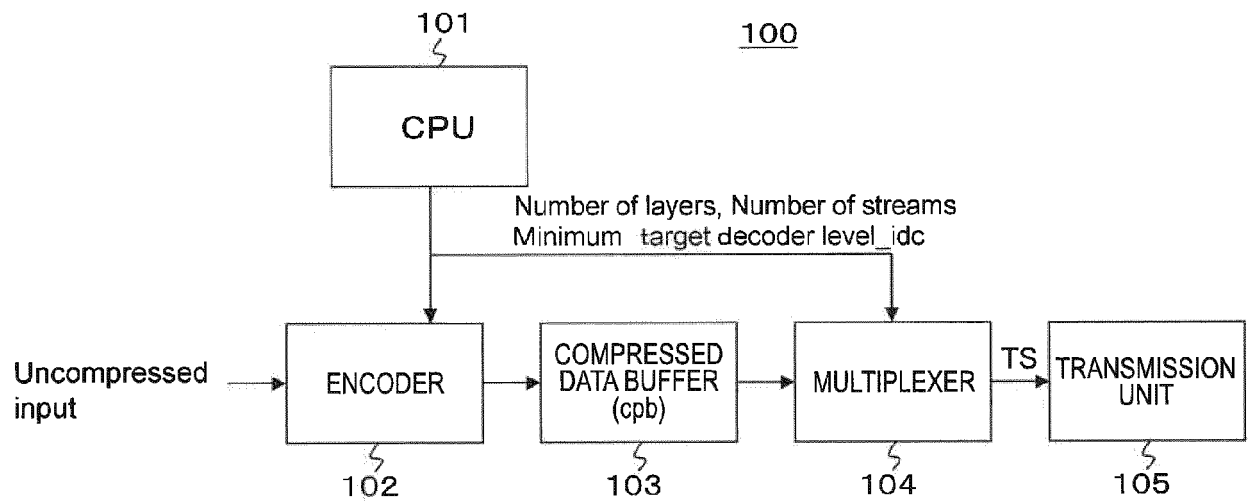 101
100
CPU
Number of layers, Number of streams
Minimum target decoder level_idc
Uncompressed
input
ENCODER
COMPRESSED
DATA BUFFER
(cpb)
MULTIPLEXER
TS
TRANSMISSION
UNIT
102
103
104
105